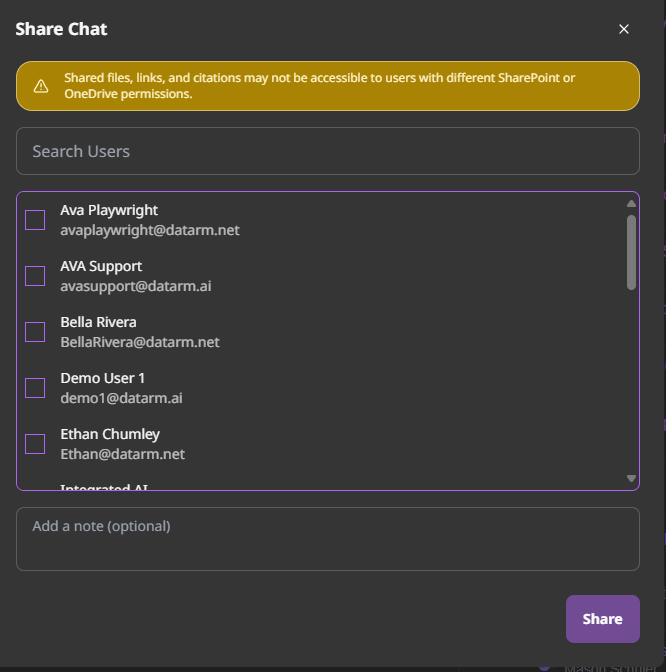 Share Chat
Shared files, links, and citations may not be accessible to users with different SharePoint or
OneDrive permissions.
Search Users
Ava Playwright
avaplaywright@datarm.net
AVA Support
avasupport@datarm.ai
Bella Rivera
BellaRivera@datarm.net
Demo User 1
demo1@datarm.ai
Ethan Chumley
Ethan@datarm.net
Integrated AI
Add a note (optional)
Share